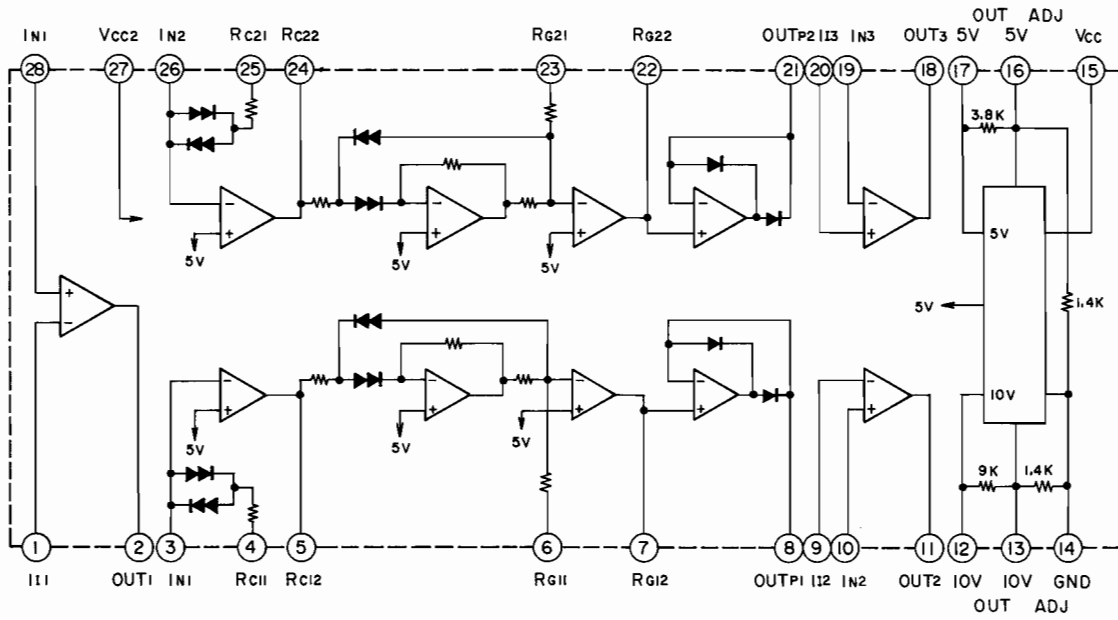 OUT ADJ
IN1 VCC2 IN2 RC21 RC22 RG21 RG22 OUTP2 II3 IN3 OUT3 5V 5V VCC
28 27 26 25 24 23 22 21 20 19 18 17 16 15
3.8K
− − − − −
+ + + + +
5V 5V 5V 5V
+ 5V 1.4K
−
− − − − − 10V
+ + + + +
5V 5V 5V
9K 1.4K
1 2 3 4 5 6 7 8 9 10 11 12 13 14
II1 OUT1 IN1 RC11 RC12 RG11 RG12 OUTP1 II2 IN2 OUT2 10V 10V GND
OUT ADJ